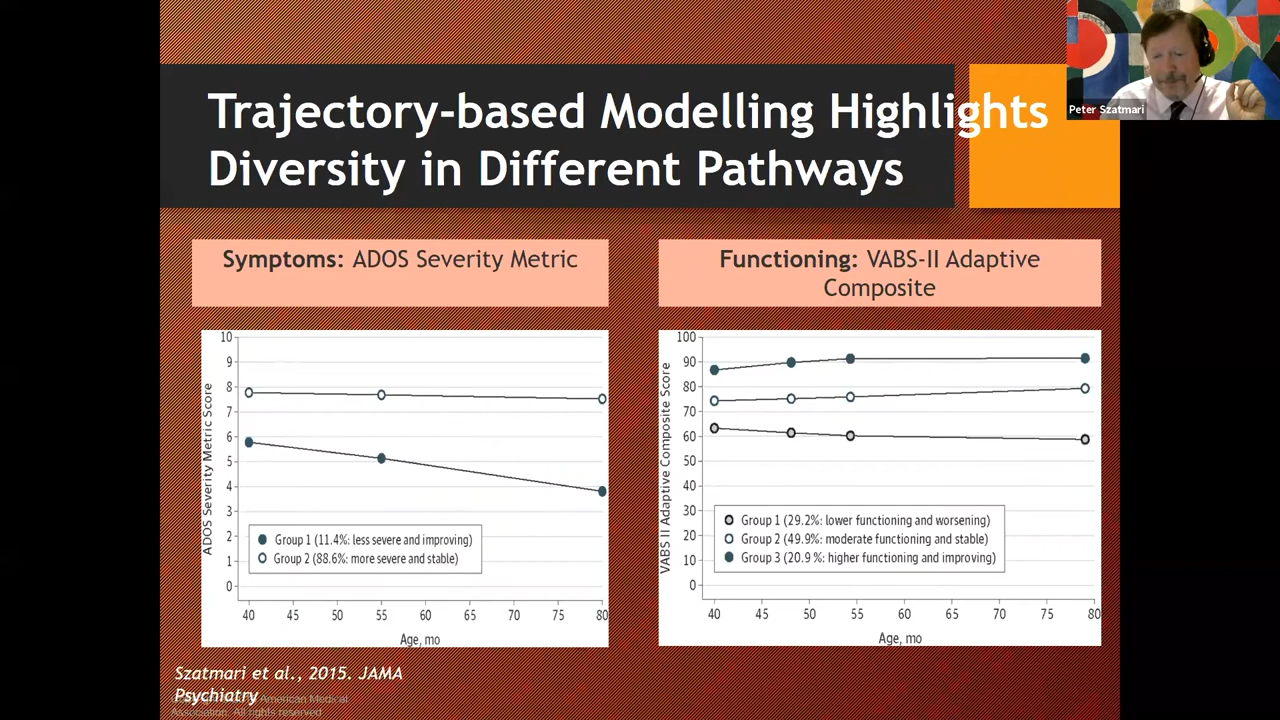 Trajectory-based Modelling Highlights
Diversity in Different Pathways
Peter Szatmari
Symptoms: ADOS Severity Metric
Functioning: VABS-II Adaptive
Composite
ADOS Severity Metric Score
10
9
8
7
6
5
4
3
2
1
0
Group 1 (11.4%: less severe and improving)
Group 2 (88.6%: more severe and stable)
40
45
50
55
60
65
70
75
80
Age, mo
VABS II Adaptive Composite Score
100
90
80
70
60
50
40
30
20
10
0
Group 1 (29.2%: lower functioning and worsening)
Group 2 (49.9%: moderate functioning and stable)
Group 3 (20.9 %: higher functioning and improving)
40
45
50
55
60
65
70
75
80
Age, mo
Szatmari et al., 2015. JAMA
Psychiatry
American Medical
Association. All rights reserved